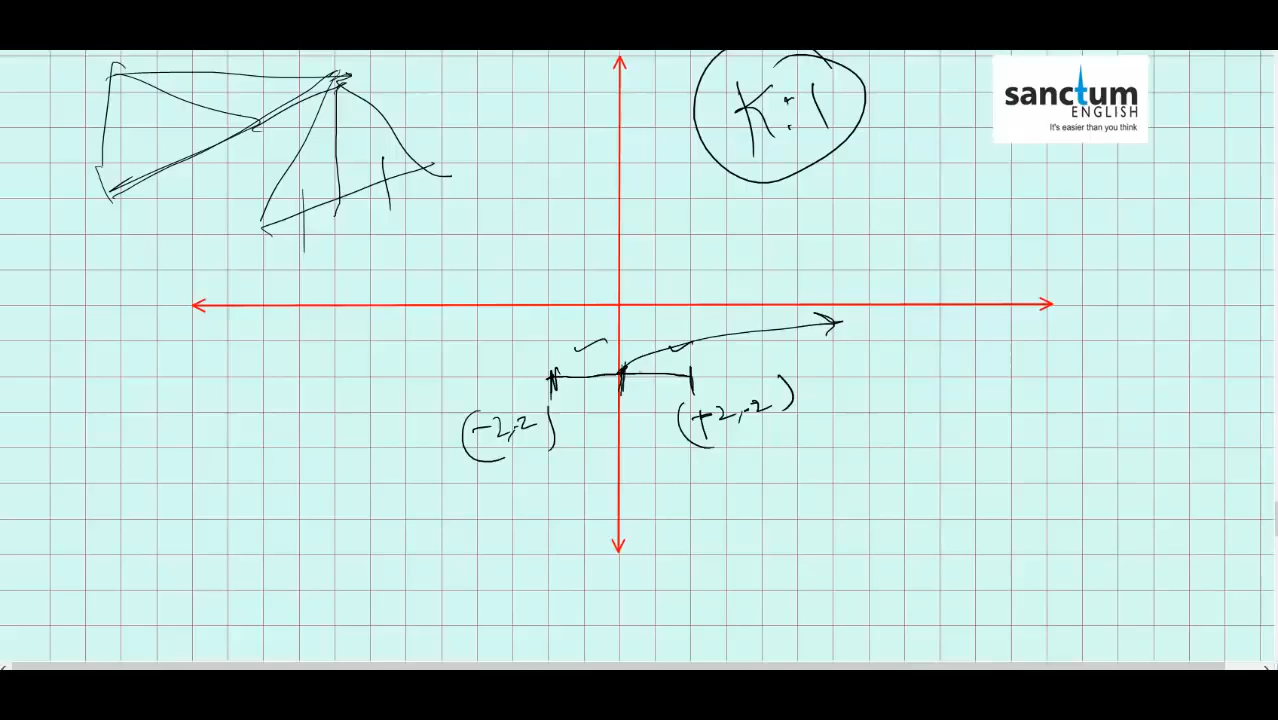 K:1
sanctum
ENGLISH
It's easier than you think
(-2,-2)
(+2,-2)